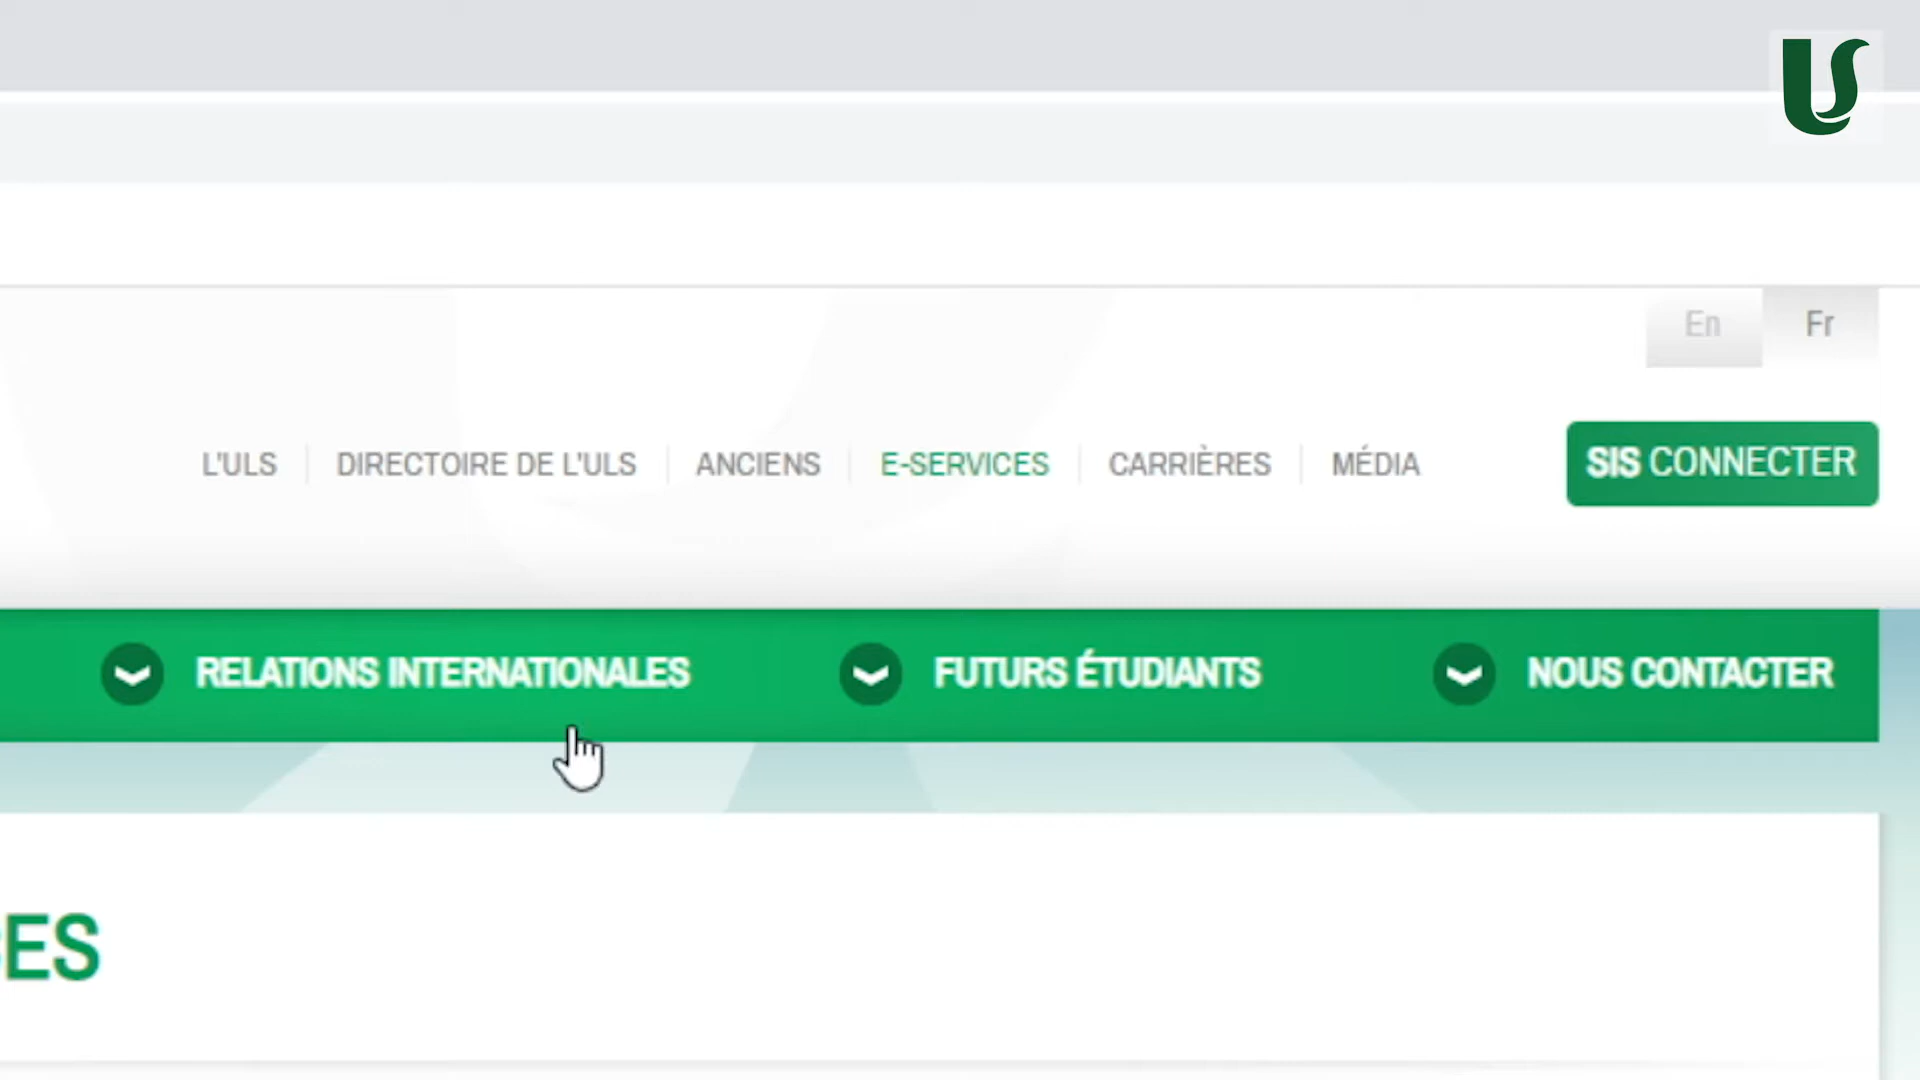 En Fr
L'ULS DIRECTOIRE DE L'ULS ANCIENS E-SERVICES CARRIÈRES MÉDIA SIS CONNECTER
RELATIONS INTERNATIONALES FUTURS ÉTUDIANTS NOUS CONTACTER
ES